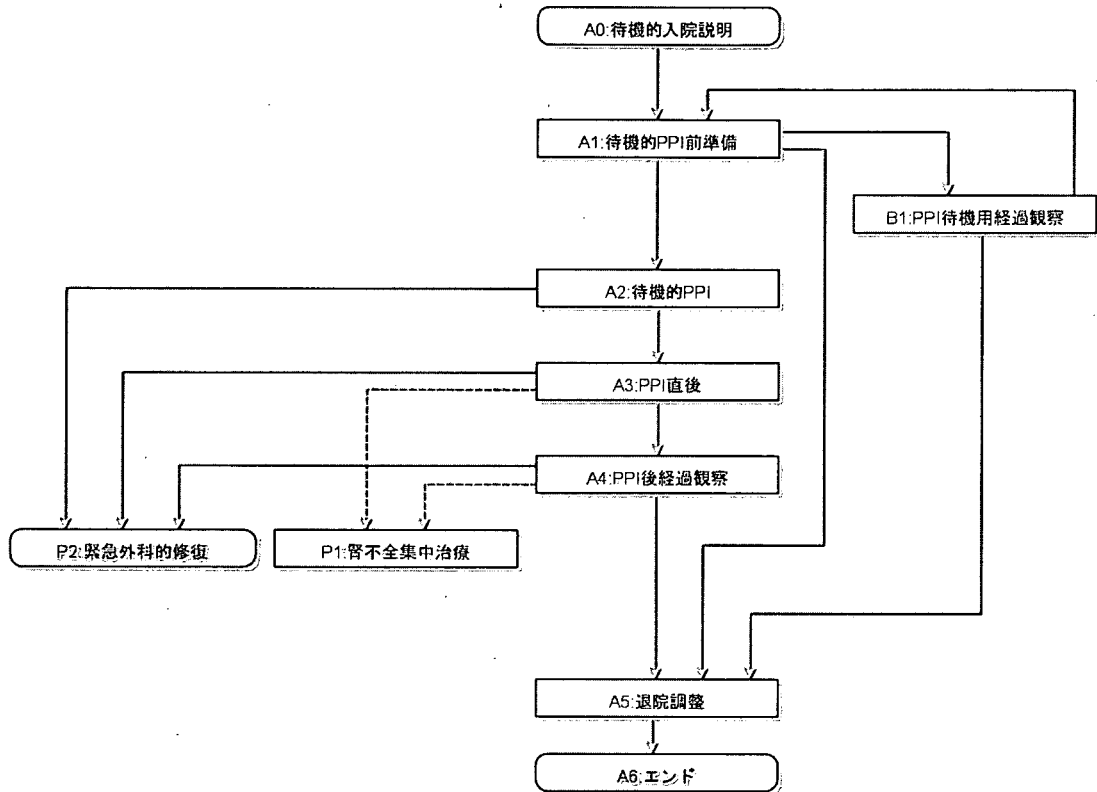 A0:待機的入院説明
A1:待機的PPI前準備
B1:PPI待機用経過観察
A2:待機的PPI
A3:PPI直後
A4:PPI後経過観察
P2:緊急外科的修復
P1:腎不全集中治療
A5:退院調整
A6:エンド